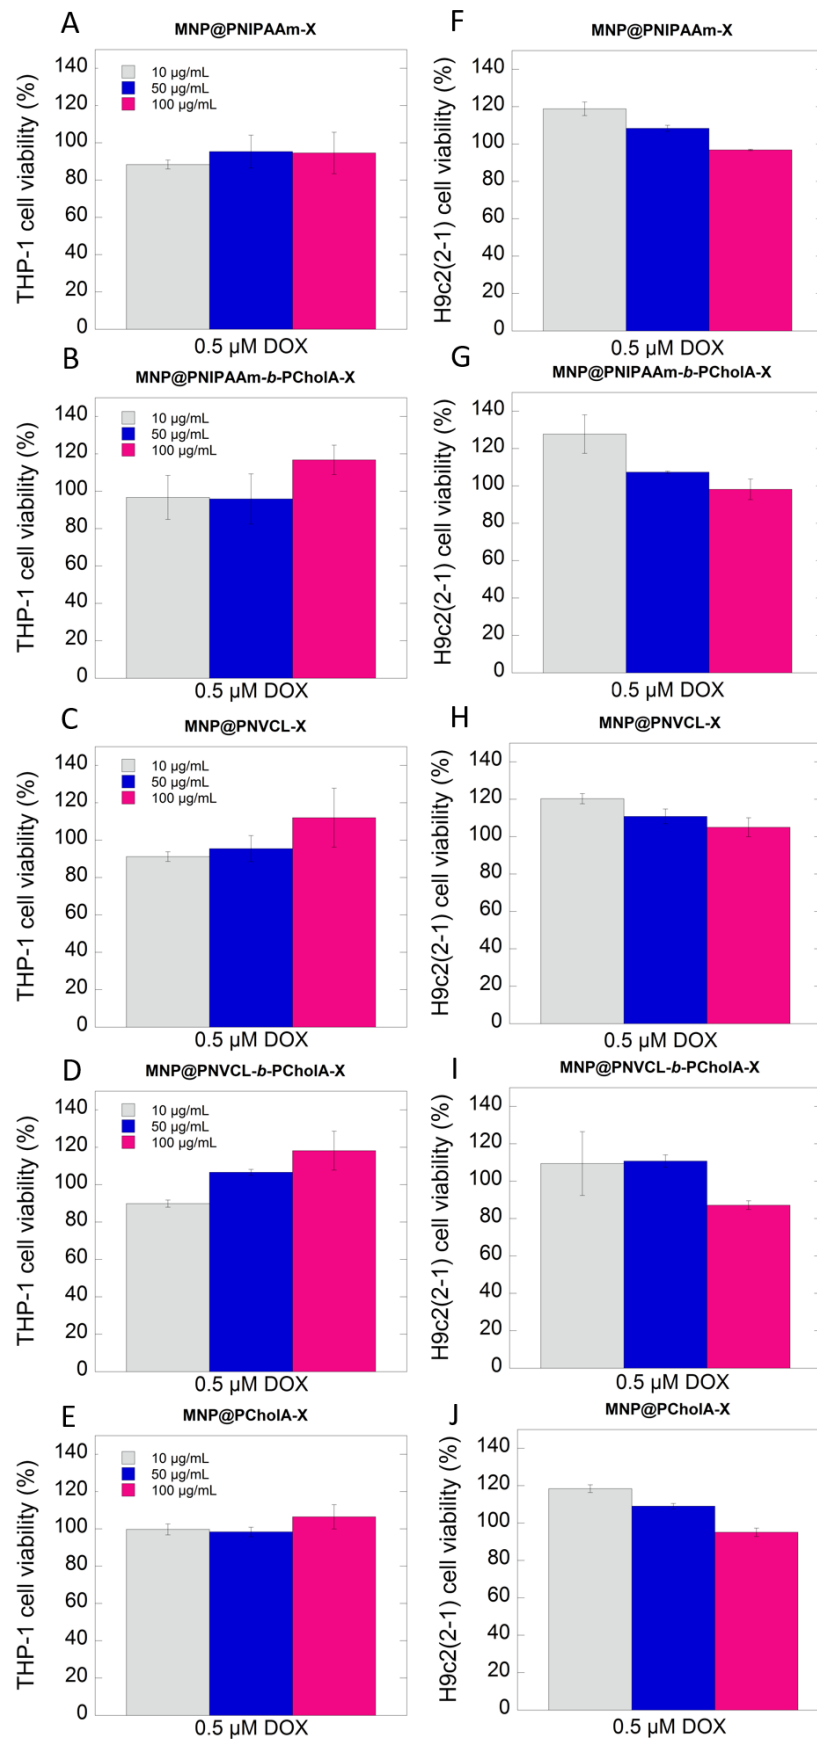 A
MNP@PNIPAAm-X
THP-1 cell viability (%)
140
120
100
80
60
40
20
0
10 µg/mL
50 µg/mL
100 µg/mL
0.5 µM DOX
F
MNP@PNIPAAm-X
H9c2(2-1) cell viability (%)
140
120
100
80
60
40
20
0
0.5 µM DOX
B
MNP@PNIPAAm-b-PCholA-X
THP-1 cell viability (%)
140
120
100
80
60
40
20
0
10 µg/mL
50 µg/mL
100 µg/mL
0.5 µM DOX
G
MNP@PNIPAAm-b-PCholA-X
H9c2(2-1) cell viability (%)
140
120
100
80
60
40
20
0
0.5 µM DOX
C
MNP@PNVCL-X
THP-1 cell viability (%)
140
120
100
80
60
40
20
0
10 µg/mL
50 µg/mL
100 µg/mL
0.5 µM DOX
H
MNP@PNVCL-X
H9c2(2-1) cell viability (%)
140
120
100
80
60
40
20
0
0.5 µM DOX
D
MNP@PNVCL-b-PCholA-X
THP-1 cell viability (%)
140
120
100
80
60
40
20
0
10 µg/mL
50 µg/mL
100 µg/mL
0.5 µM DOX
I
MNP@PNVCL-b-PCholA-X
H9c2(2-1) cell viability (%)
140
120
100
80
60
40
20
0
0.5 µM DOX
E
MNP@PCholA-X
THP-1 cell viability (%)
140
120
100
80
60
40
20
0
10 µg/mL
50 µg/mL
100 µg/mL
0.5 µM DOX
J
MNP@PCholA-X
H9c2(2-1) cell viability (%)
140
120
100
80
60
40
20
0
0.5 µM DOX